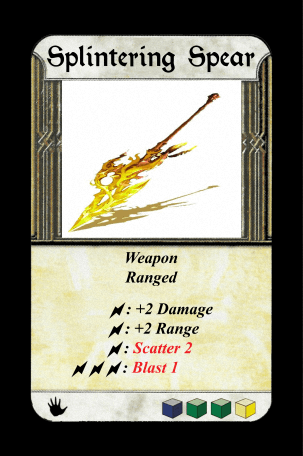 Splintering Spear
Weapon
Ranged
: +2 Damage
: +2 Range
: Scatter 2
: Blast 1